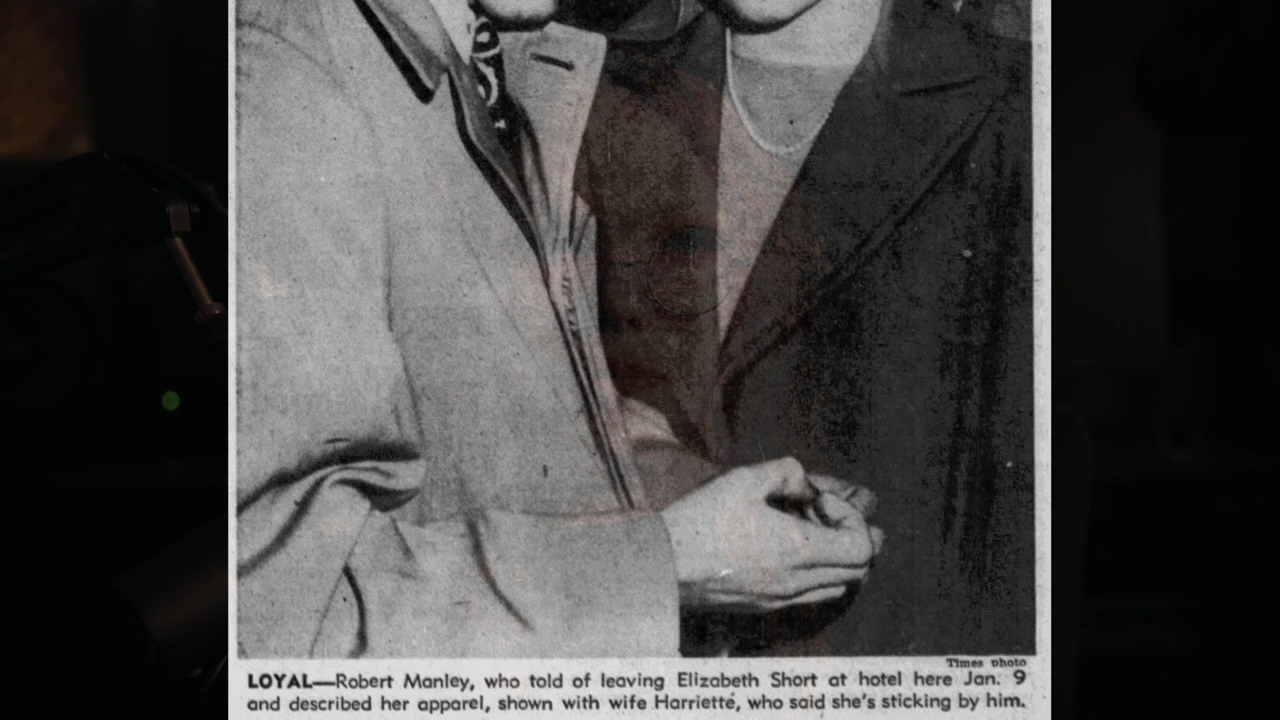 Times photo
LOYAL—Robert Manley, who told of leaving Elizabeth Short at hotel here Jan. 9
and described her apparel, shown with wife Harriette, who said she's sticking by him.